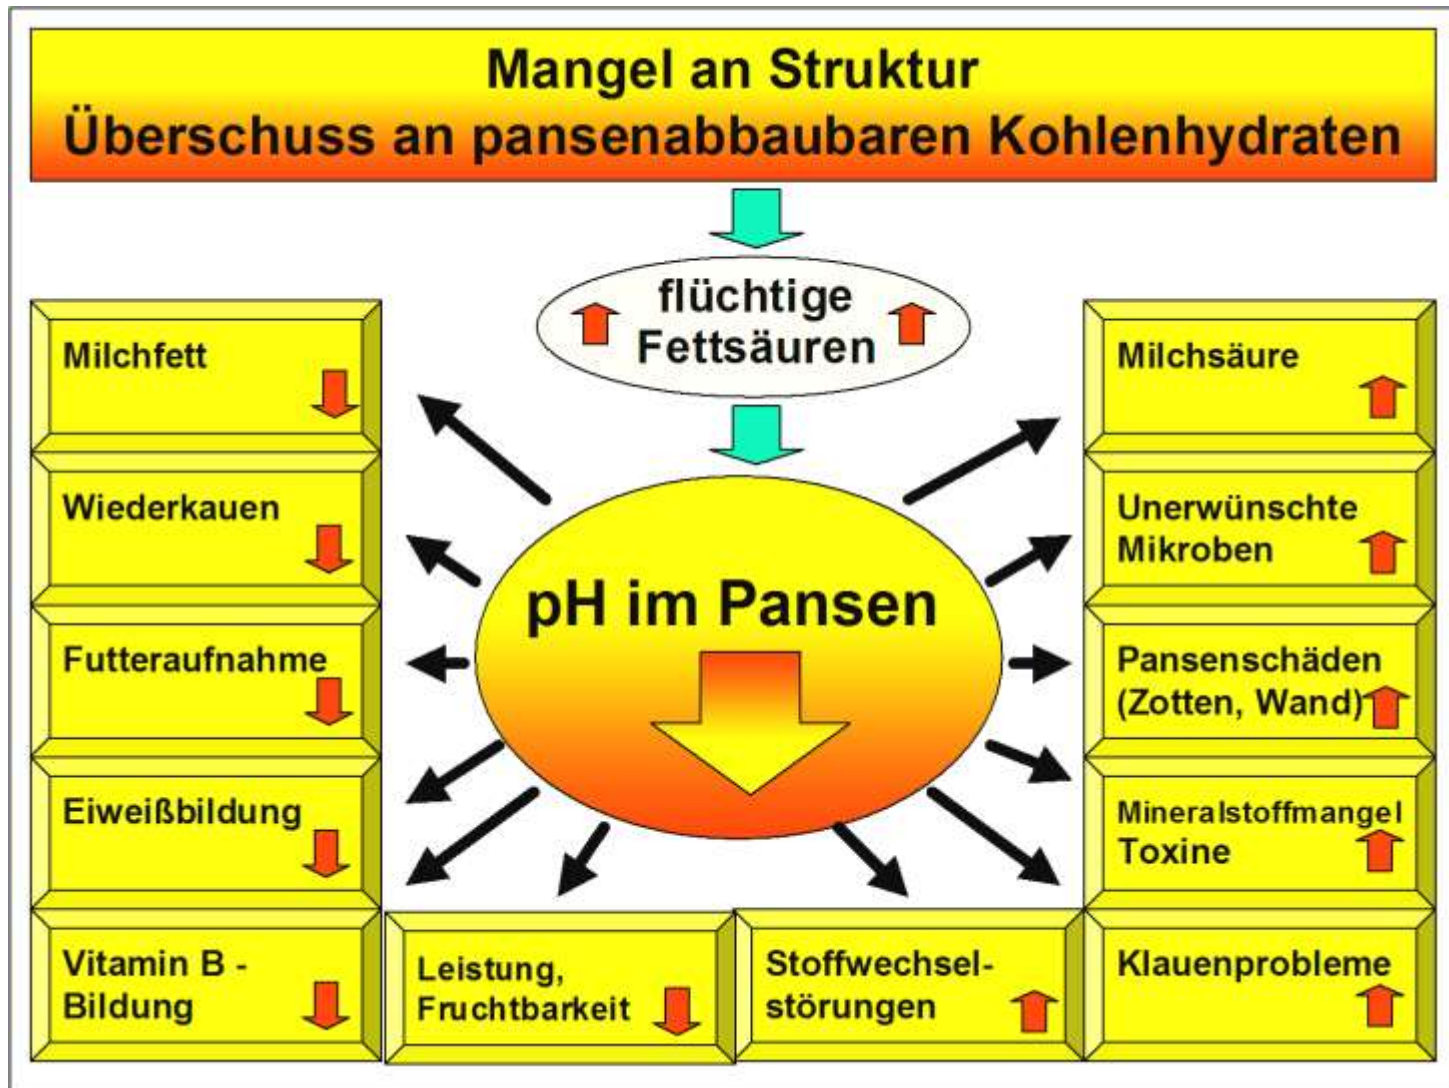 Mangel an Struktur
Überschuss an pansenabbaubaren Kohlenhydraten
flüchtige
Fettsäuren
pH im Pansen
Milchfett
Wiederkauen
Futteraufnahme
Eiweißbildung
Vitamin B -
Bildung
Leistung,
Fruchtbarkeit
Stoffwechsel-
störungen
Milchsäure
Unerwünschte
Mikroben
Pansenschäden
(Zotten, Wand)
Mineralstoffmangel
Toxine
Klauenprobleme